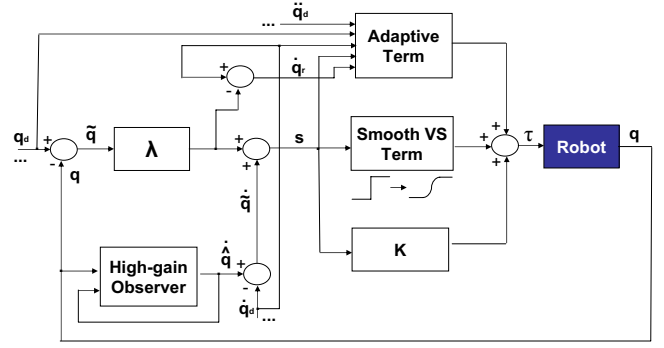 ... q̈d
Adaptive
Term
+
- q̇r
qd + q̃ λ + + s Smooth VS
Term + + + τ Robot q
... - q
q̃̇
High-gain
Observer q̂̇ + -
K
q̇d ...